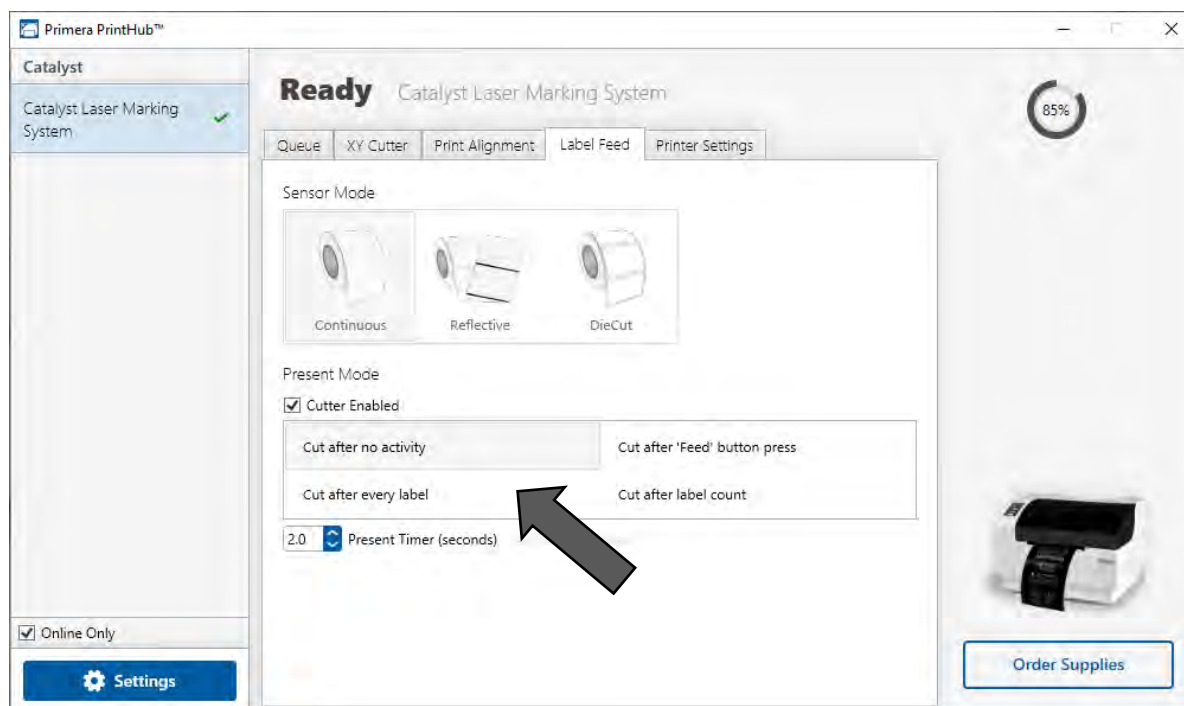 Primera PrintHub™
Catalyst
Catalyst Laser Marking
System
Ready Catalyst Laser Marking System
85%
Queue XY Cutter Print Alignment Label Feed Printer Settings
Sensor Mode
Continuous Reflective DieCut
Present Mode
Cutter Enabled
Cut after no activity Cut after 'Feed' button press
Cut after every label Cut after label count
2.0 Present Timer (seconds)
Online Only
Settings
Order Supplies